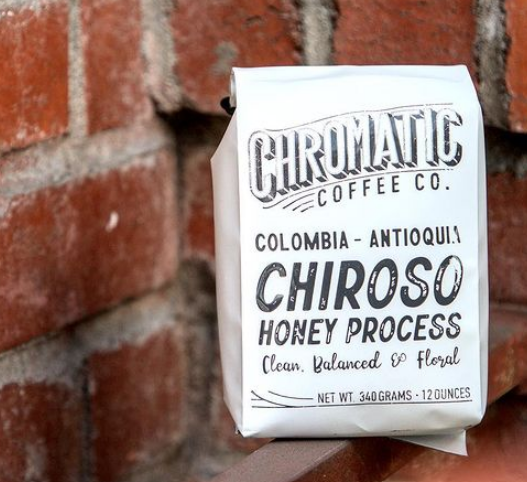 CHROMATIC
COFFEE CO.
COLOMBIA - ANTIOQUIA
CHIROSO
HONEY PROCESS
Clean, Balanced & Floral
NET WT. 340 GRAMS · 12 OUNCES